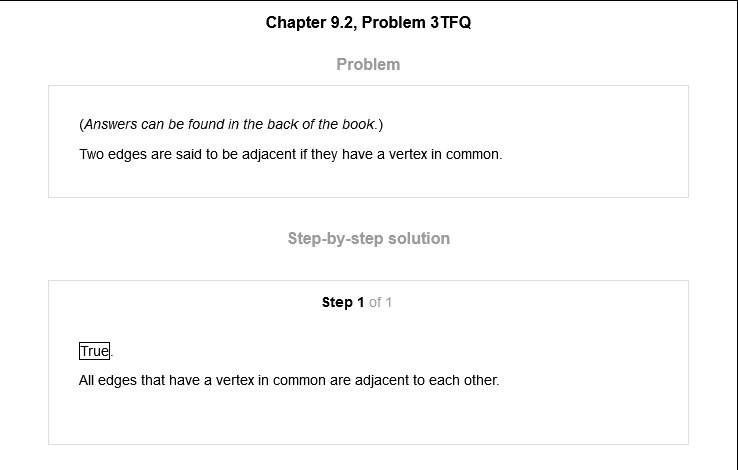 Chapter 9.2, Problem 3TFQ
Problem
(Answers can be found in the back of the book.)
Two edges are said to be adjacent if they have a vertex in common.
Step-by-step solution
Step 1 of 1
True.
All edges that have a vertex in common are adjacent to each other.